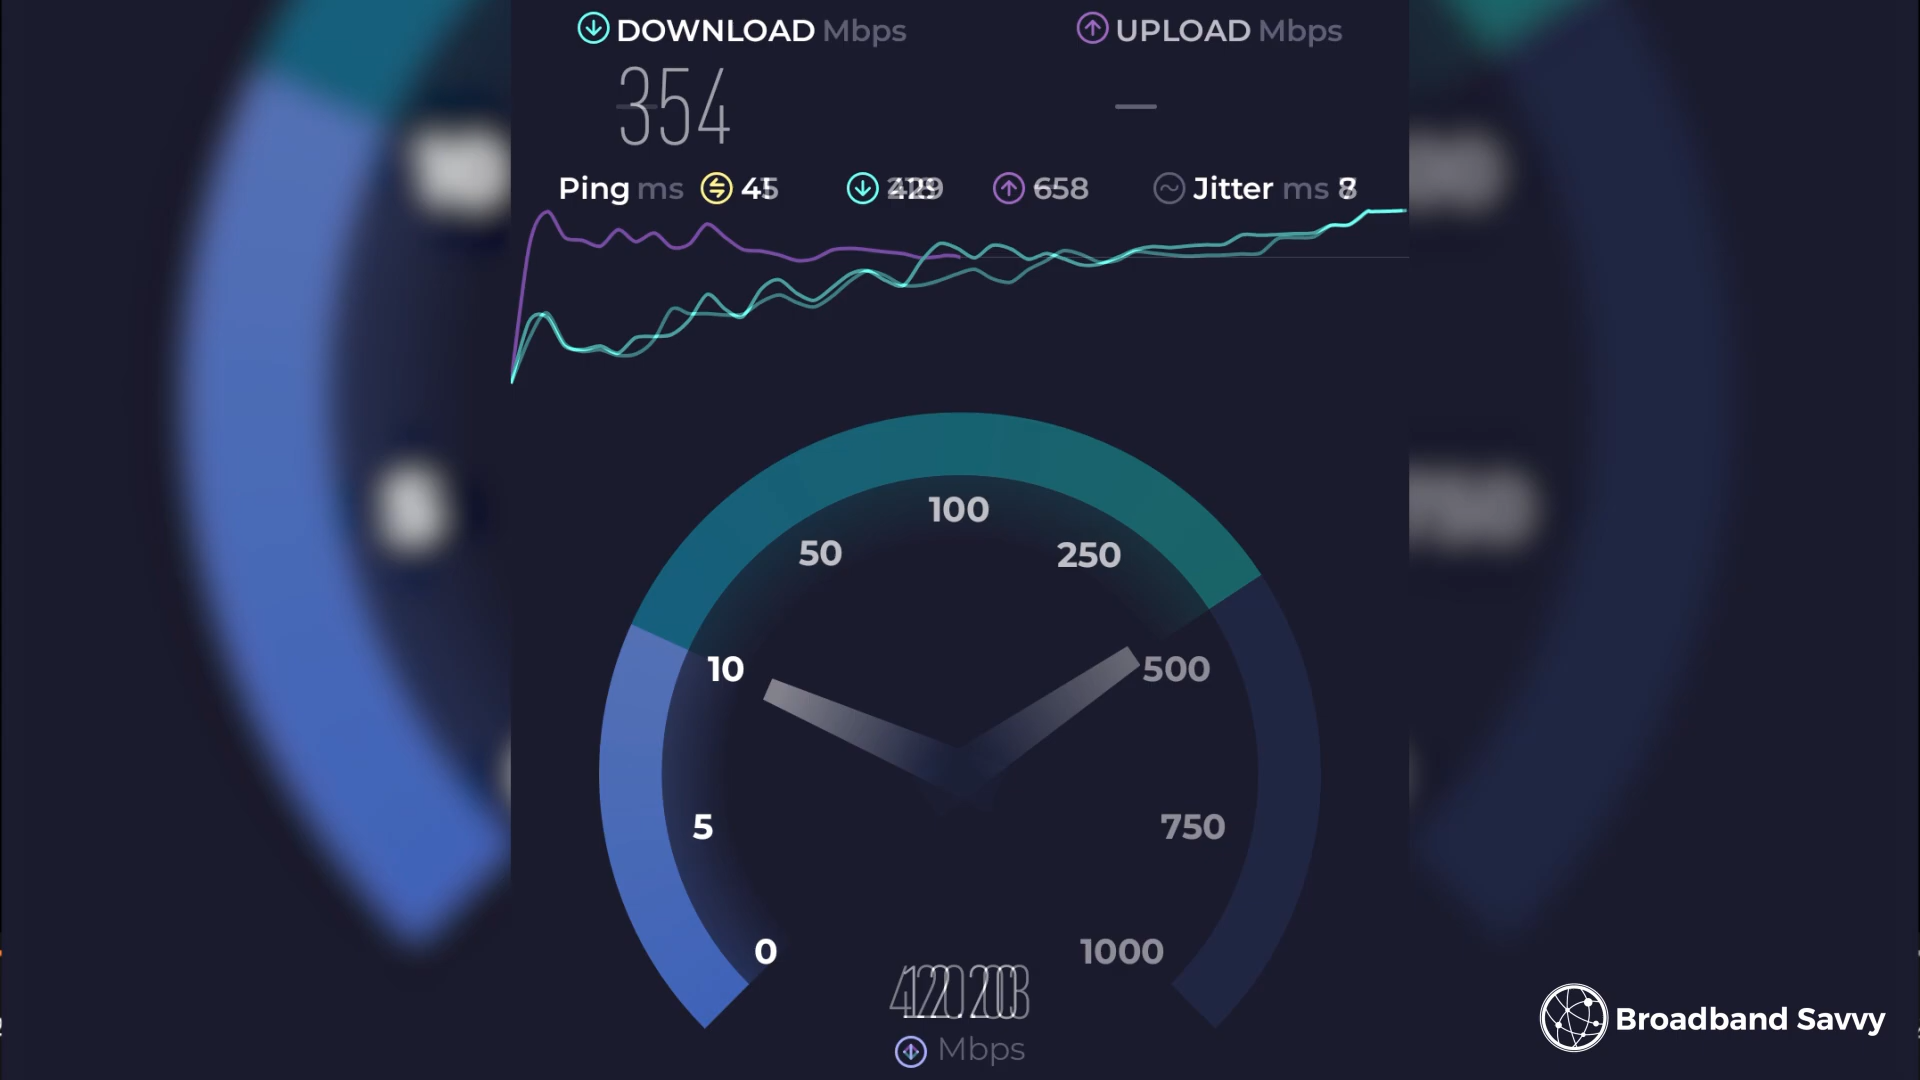 DOWNLOAD Mbps UPLOAD Mbps
354 —
Ping ms 658 Jitter ms
100
50 250
10 500
5 750
0 1000
Mbps
Broadband Savvy